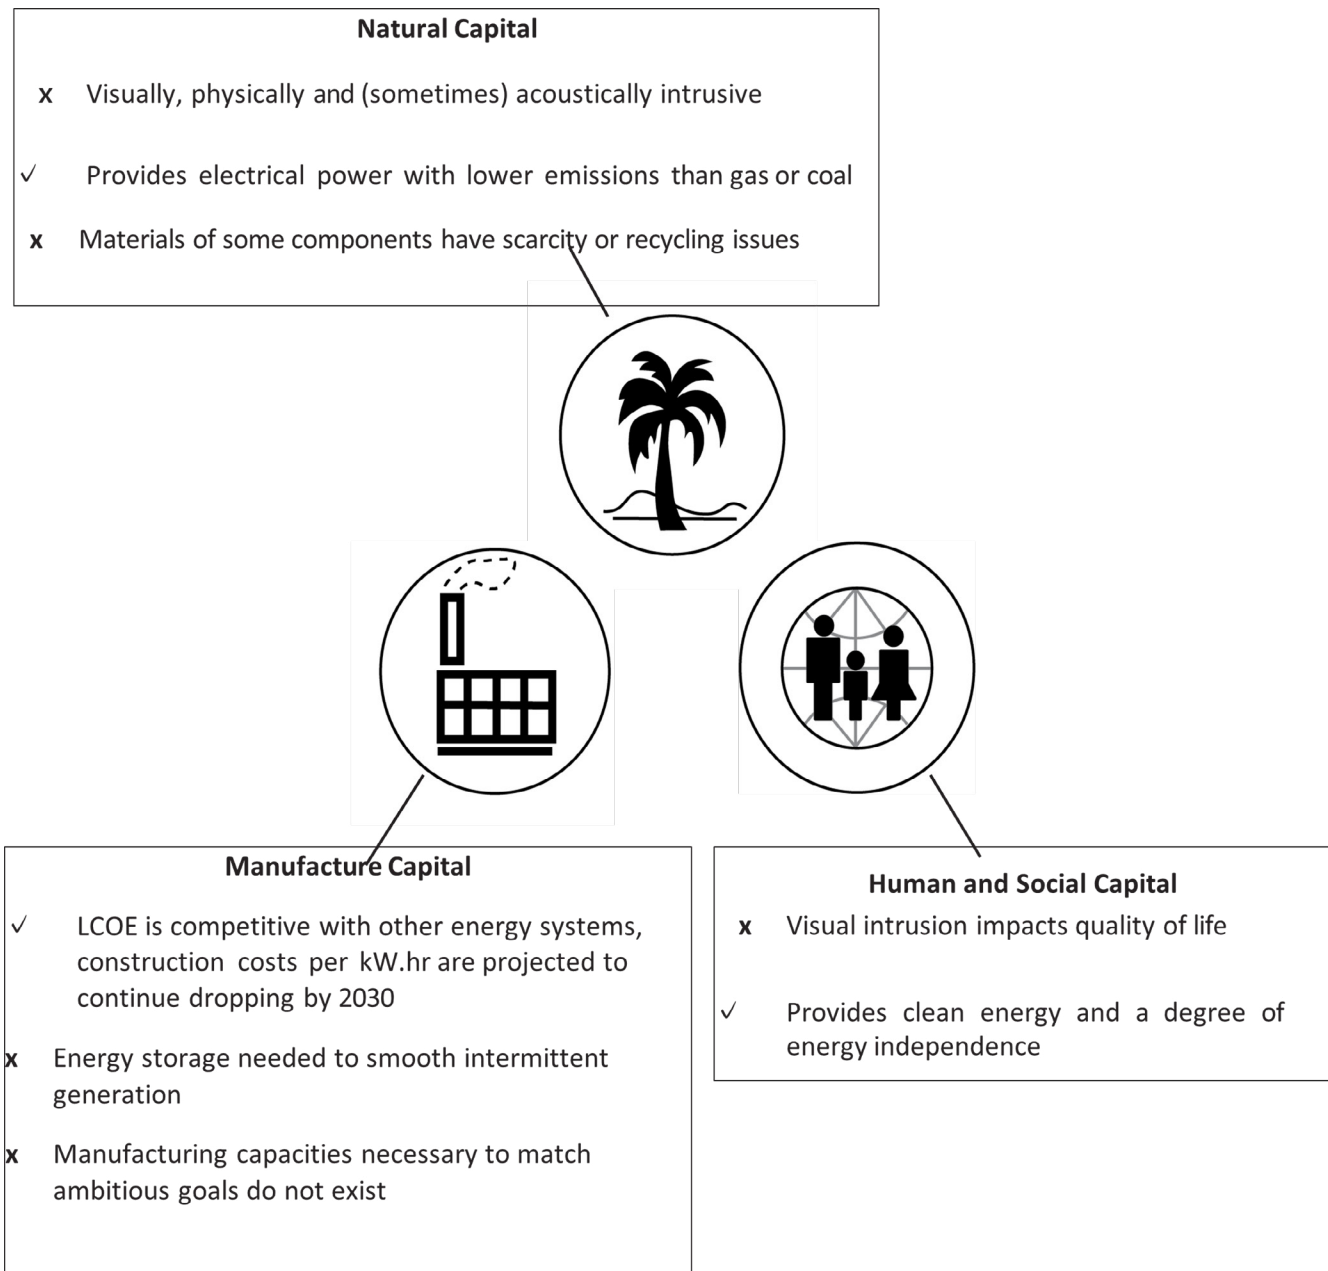 Natural Capital
x Visually, physically and (sometimes) acoustically intrusive
✓ Provides electrical power with lower emissions than gas or coal
x Materials of some components have scarcity or recycling issues
Manufacture Capital
✓ LCOE is competitive with other energy systems,
construction costs per kW.hr are projected to
continue dropping by 2030
x Energy storage needed to smooth intermittent
generation
x Manufacturing capacities necessary to match
ambitious goals do not exist
Human and Social Capital
x Visual intrusion impacts quality of life
✓ Provides clean energy and a degree of
energy independence